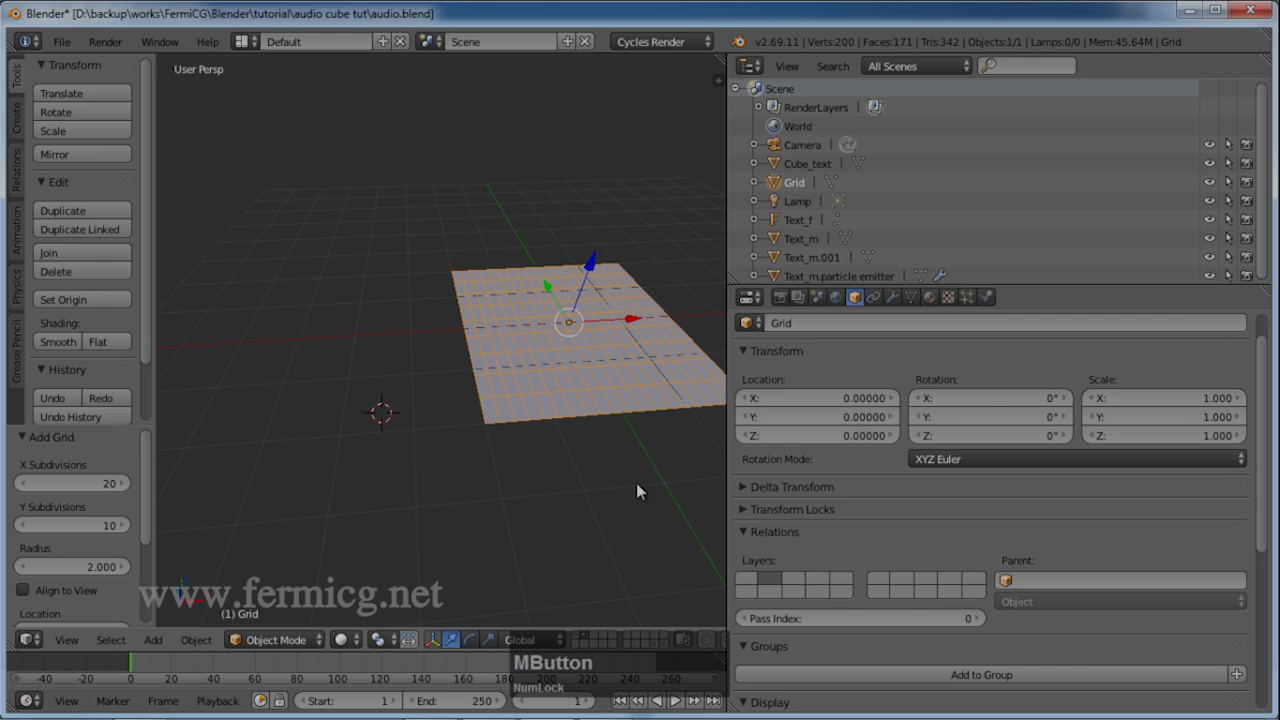 Blender* [D:\backup\works\FermiCG\Blender\tutorial\audio cube tut\audio.blend]
File Render Window Help Default Scene Cycles Render v2.69.11 | Verts:200 | Faces:171 | Tris:342 | Objects:1/1 | Lamps:0/0 | Mem:45.64M | Grid
Tools
Create
Relations
Animation
Physics
Grease Pencil
Transform
Translate
Rotate
Scale
Mirror
Edit
Duplicate
Duplicate Linked
Join
Delete
Set Origin
Shading:
Smooth Flat
History
Undo Redo
Undo History
Add Grid
X Subdivisions
20
Y Subdivisions
10
Radius
2.000
Align to View
Location
User Persp
www.fermicg.net
(1) Grid
View Select Add Object Object Mode Global
MButton
NumLock
-40 -20 0 20 40 60 80 100 120 140 160 180 200 220 240 260
View Marker Frame Playback Start: 1 End: 250 1
View Search All Scenes
Scene
RenderLayers |
World
Camera |
Cube_text |
Grid |
Lamp |
Text_f |
Text_m |
Text_m.001 |
Text_m.particle emitter |
Grid
Transform
Location: Rotation: Scale:
X: 0.00000 X: 0° X: 1.000
Y: 0.00000 Y: 0° Y: 1.000
Z: 0.00000 Z: 0° Z: 1.000
Rotation Mode: XYZ Euler
Delta Transform
Transform Locks
Relations
Layers: Parent:
Object
Pass Index: 0
Groups
Add to Group
Display